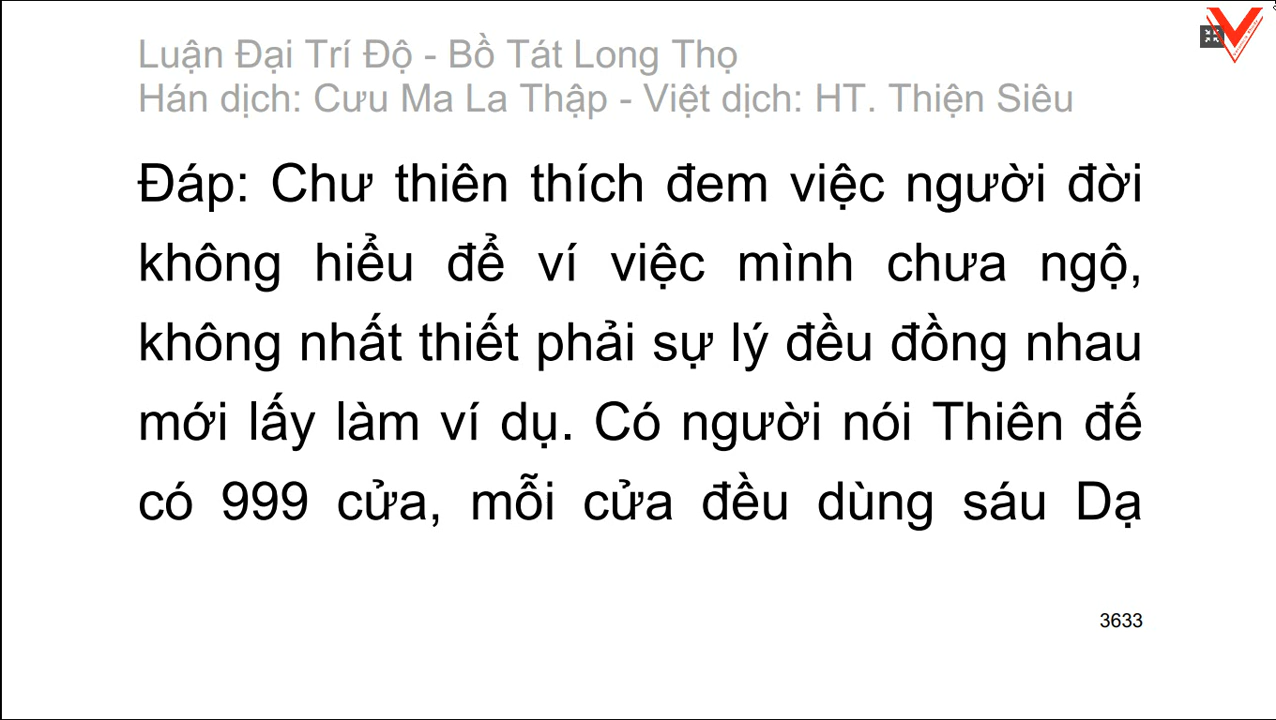 Luận Đại Trí Độ - Bồ Tát Long Thọ
Hán dịch: Cưu Ma La Thập - Việt dịch: HT. Thiện Siêu
Đáp: Chư thiên thích đem việc người đời
không hiểu để ví việc mình chưa ngộ,
không nhất thiết phải sự lý đều đồng nhau
mới lấy làm ví dụ. Có người nói Thiên đế
có 999 cửa, mỗi cửa đều dùng sáu Dạ
3633